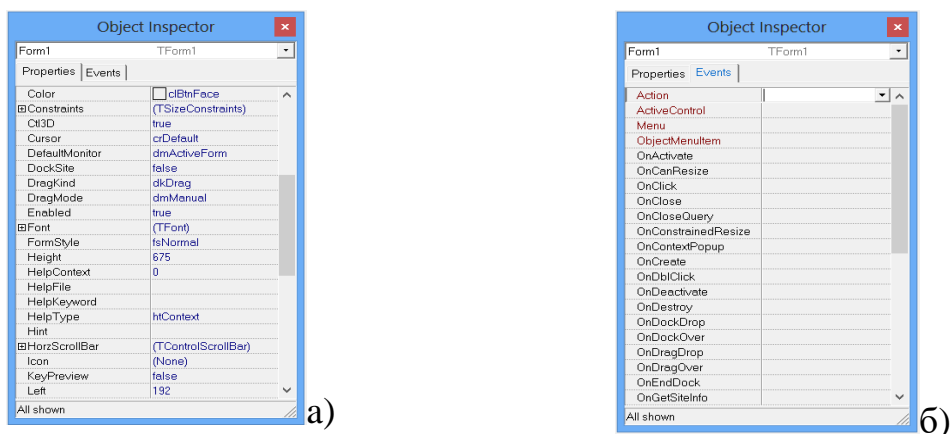 Object Inspector ×
Form1 TForm1
Properties Events
Color clBtnFace
Constraints (TSizeConstraints)
Ctl3D true
Cursor crDefault
DefaultMonitor dmActiveForm
DockSite false
DragKind dkDrag
DragMode dmManual
Enabled true
Font (TFont)
FormStyle fsNormal
Height 675
HelpContext 0
HelpFile
HelpKeyword
HelpType htContext
Hint
HorzScrollBar (TControlScrollBar)
Icon (None)
KeyPreview false
Left 192
All shown
а)
Object Inspector ×
Form1 TForm1
Properties Events
Action
ActiveControl
Menu
ObjectMenuItem
OnActivate
OnCanResize
OnClick
OnClose
OnCloseQuery
OnConstrainedResize
OnContextPopup
OnCreate
OnDblClick
OnDeactivate
OnDestroy
OnDockDrop
OnDockOver
OnDragDrop
OnDragOver
OnEndDock
OnGetSiteInfo
All shown
б)